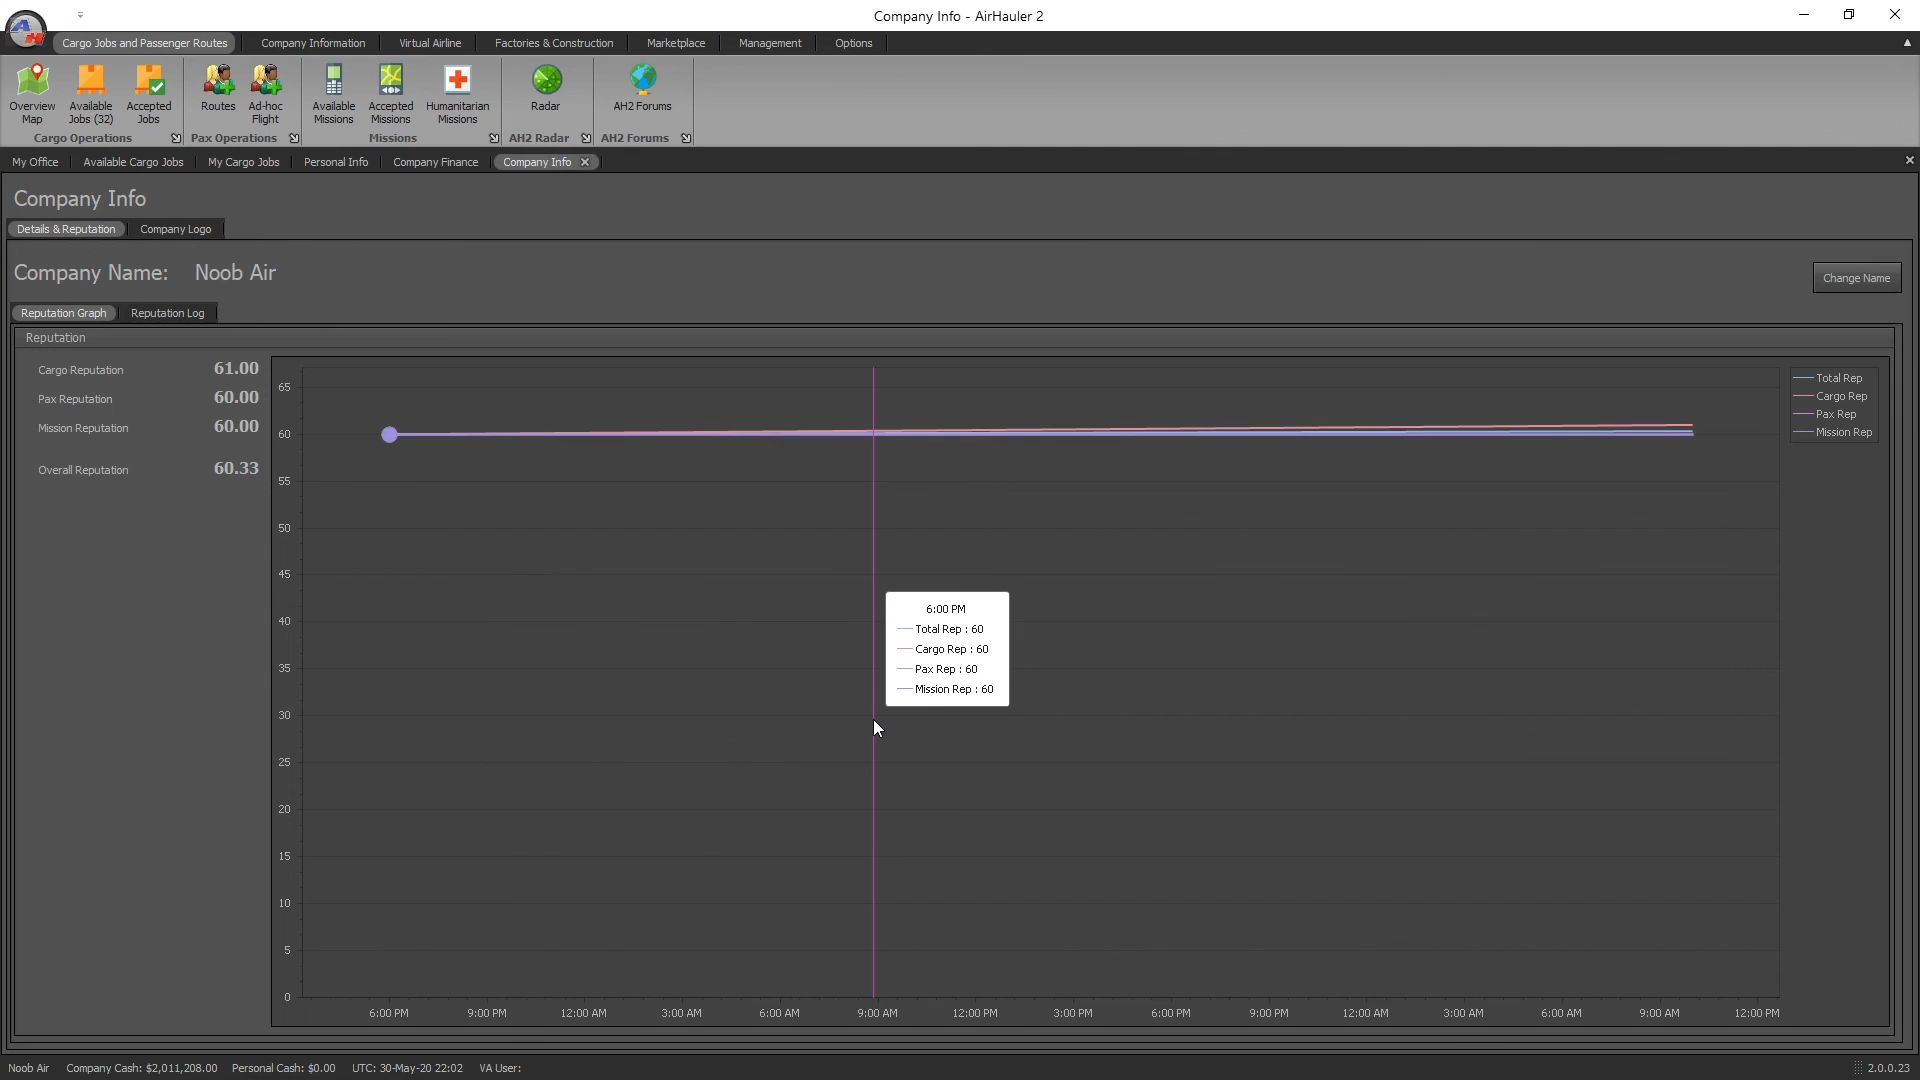 Company Info - AirHauler 2
Cargo Jobs and Passenger Routes
Company Information
Virtual Airline
Factories & Construction
Marketplace
Management
Options
Overview Map
Available Jobs (32)
Accepted Jobs
Routes
Ad-hoc Flight
Available Missions
Accepted Missions
Humanitarian Missions
Radar
AH2 Forums
Cargo Operations
Pax Operations
Missions
AH2 Radar
AH2 Forums
My Office
Available Cargo Jobs
My Cargo Jobs
Personal Info
Company Finance
Company Info
Company Info
Details & Reputation
Company Logo
Company Name: Noob Air
Change Name
Reputation Graph
Reputation Log
Reputation
Cargo Reputation 61.00
Pax Reputation 60.00
Mission Reputation 60.00
Overall Reputation 60.33
65
60
55
50
45
40
35
30
25
20
15
10
5
0
6:00 PM
Total Rep : 60
Cargo Rep : 60
Pax Rep : 60
Mission Rep : 60
Total Rep
Cargo Rep
Pax Rep
Mission Rep
6:00 PM 9:00 PM 12:00 AM 3:00 AM 6:00 AM 9:00 AM 12:00 PM 3:00 PM 6:00 PM 9:00 PM 12:00 AM 3:00 AM 6:00 AM 9:00 AM 12:00 PM
Noob Air Company Cash: $2,011,208.00 Personal Cash: $0.00 UTC: 30-May-20 22:02 VA User: 2.0.0.23